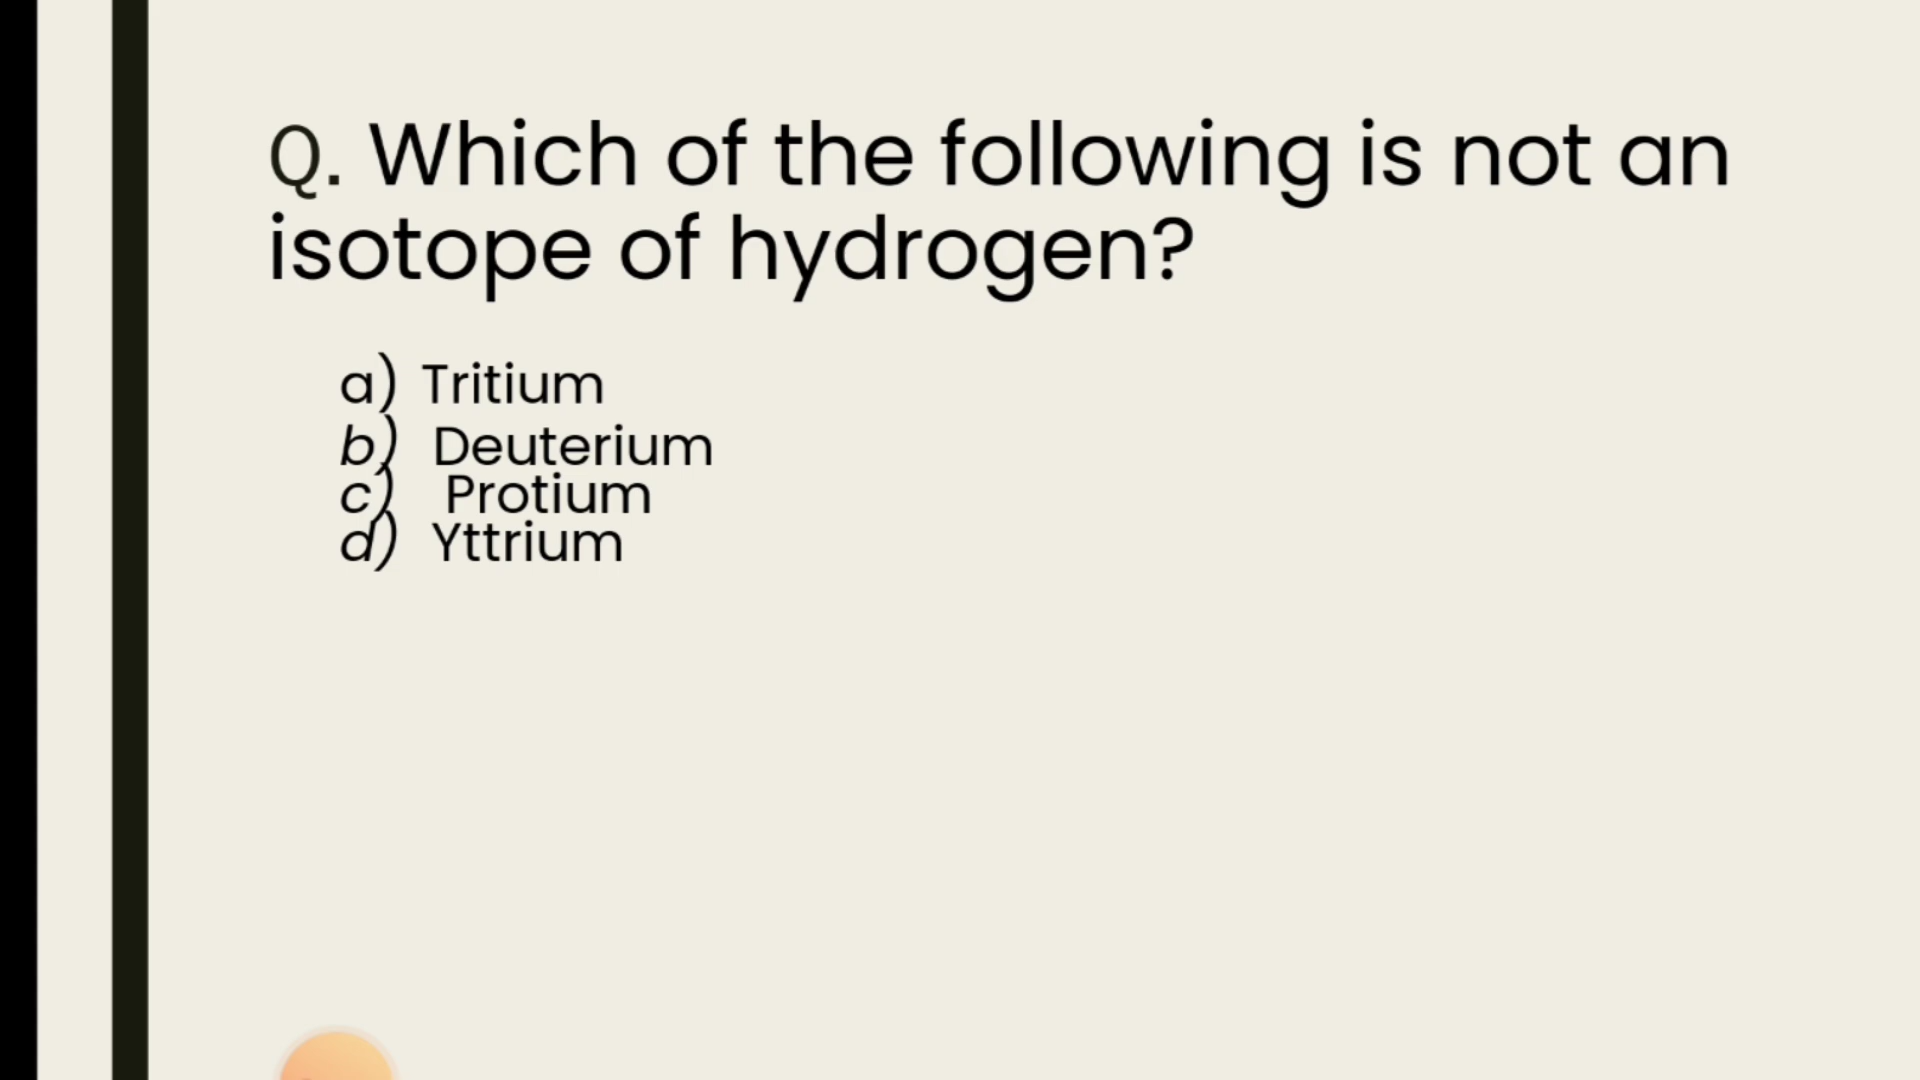 Q. Which of the following is not an
isotope of hydrogen?
a) Tritium
b) Deuterium
c) Protium
d) Yttrium